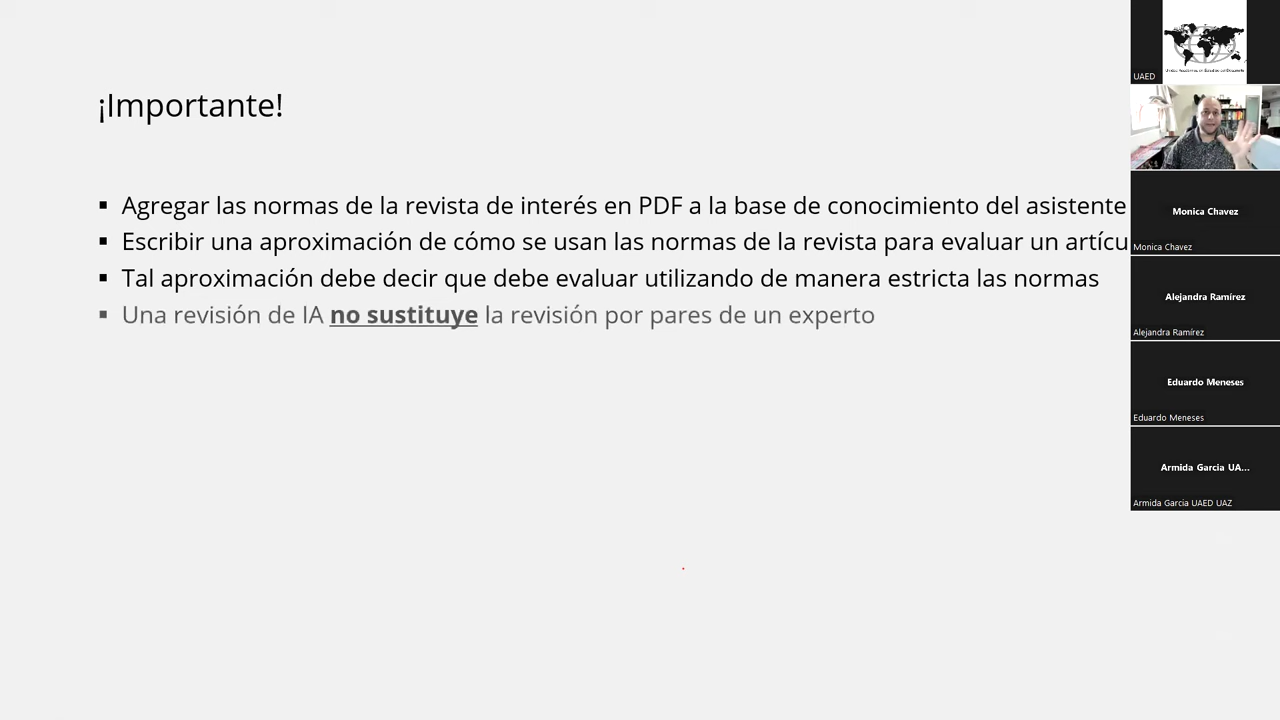 ¡Importante!
Agregar las normas de la revista de interés en PDF a la base de conocimiento del asistente
Escribir una aproximación de cómo se usan las normas de la revista para evaluar un artícu
Tal aproximación debe decir que debe evaluar utilizando de manera estricta las normas
Una revisión de IA no sustituye la revisión por pares de un experto
UAED
Monica Chavez
Monica Chavez
Alejandra Ramírez
Alejandra Ramírez
Eduardo Meneses
Eduardo Meneses
Armida Garcia UA...
Armida Garcia UAED UAZ